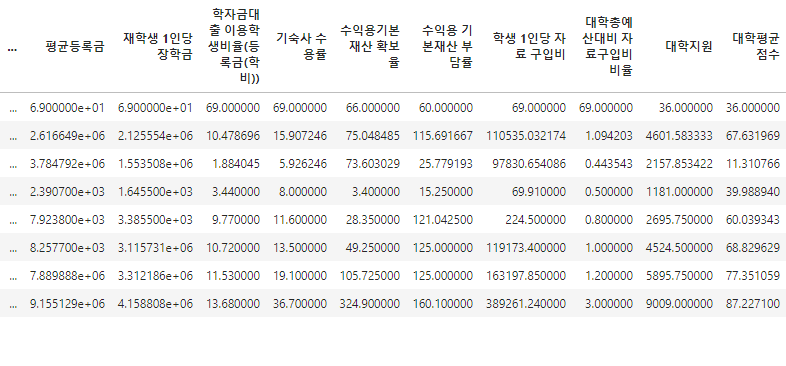 ... 평균등록금 재학생 1인당 장학금 학자금대출 이용학생비율(등록금(학비)) 기숙사 수용률 수익용기본재산 확보율 수익용 기본재산 부담률 학생 1인당 자료 구입비 대학총예산대비 자료구입비 비율 대학지원 대학평균점수
... 6.900000e+01 6.900000e+01 69.000000 69.000000 66.000000 60.000000 69.000000 69.000000 36.000000 36.000000
... 2.616649e+06 2.125554e+06 10.478696 15.907246 75.048485 115.691667 110535.032174 1.094203 4601.583333 67.631969
... 3.784792e+06 1.553508e+06 1.884045 5.926246 73.603029 25.779193 97830.654086 0.443543 2157.853422 11.310766
... 2.390700e+03 1.645500e+03 3.440000 8.000000 3.400000 15.250000 69.910000 0.500000 1181.000000 39.988940
... 7.923800e+03 3.385500e+03 9.770000 11.600000 28.350000 121.042500 224.500000 0.800000 2695.750000 60.039343
... 8.257700e+03 3.115731e+06 10.720000 13.500000 49.250000 125.000000 119173.400000 1.000000 4524.500000 68.829629
... 7.889888e+06 3.312186e+06 11.530000 19.100000 105.725000 125.000000 163197.850000 1.200000 5895.750000 77.351059
... 9.155129e+06 4.158808e+06 13.680000 36.700000 324.900000 160.100000 389261.240000 3.000000 9009.000000 87.227100